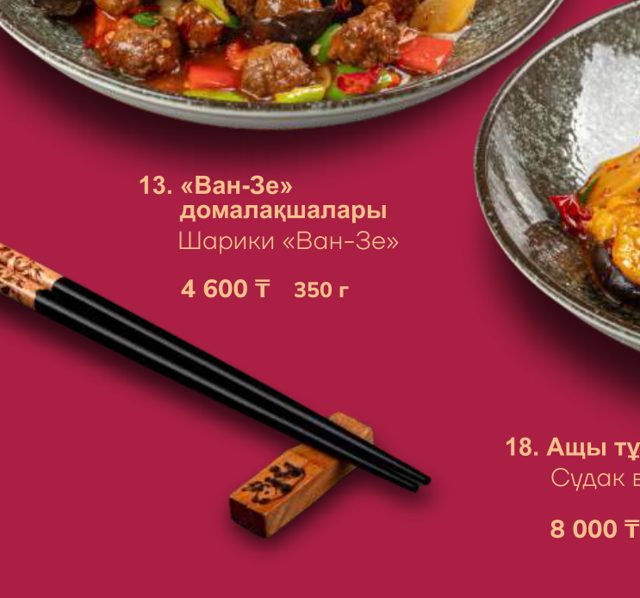 13. «Ван-Зе»
домалақшалары
Шарики «Ван-Зе»
4 600 ₸ 350 г
18. Ащы
Судак
8 000 ₸